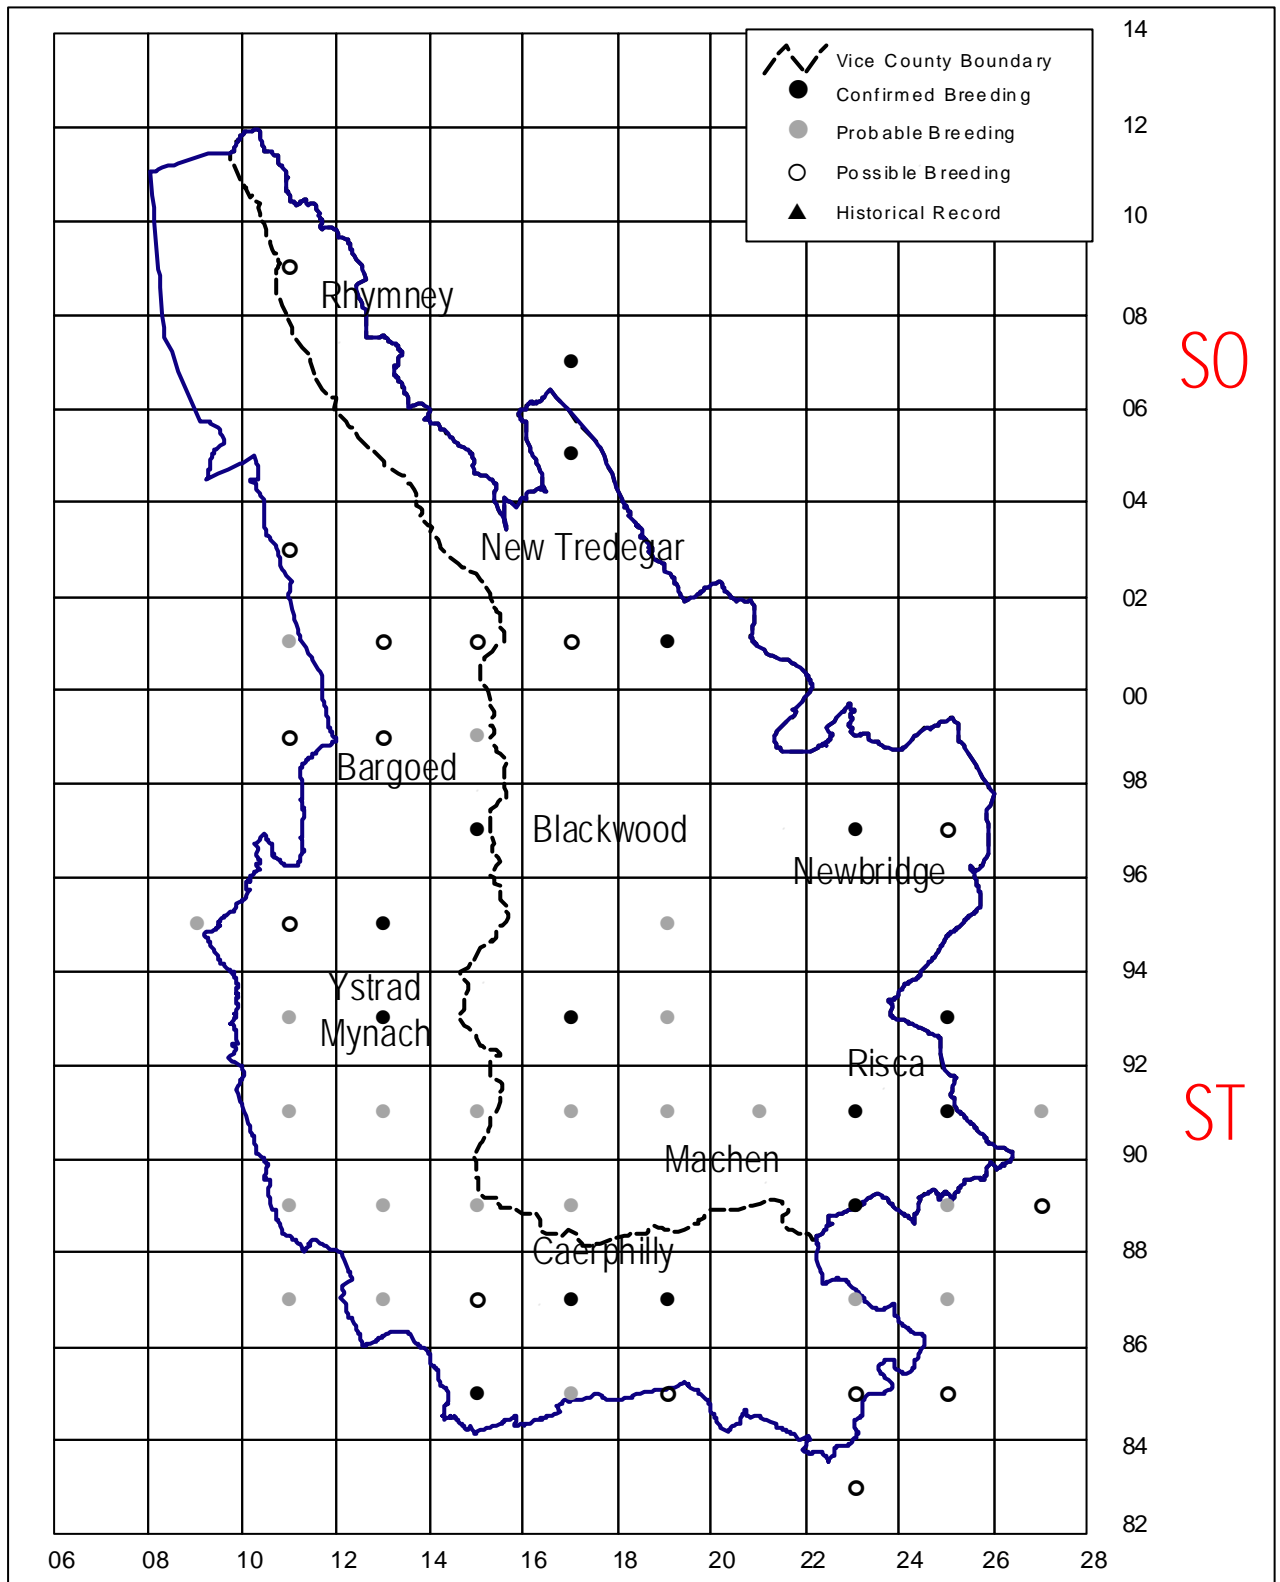 14
Vice County Boundary
Confirmed Breeding
Probable Breeding
Possible Breeding
Historical Record
12
10
Rhymney
08
SO
06
04
New Tredegar
02
00
Bargoed
98
Blackwood
Newbridge
96
94
Ystrad
Mynach
92
Risca
ST
90
Machen
88
Caerphilly
86
84
82
06 08 10 12 14 16 18 20 22 24 26 28